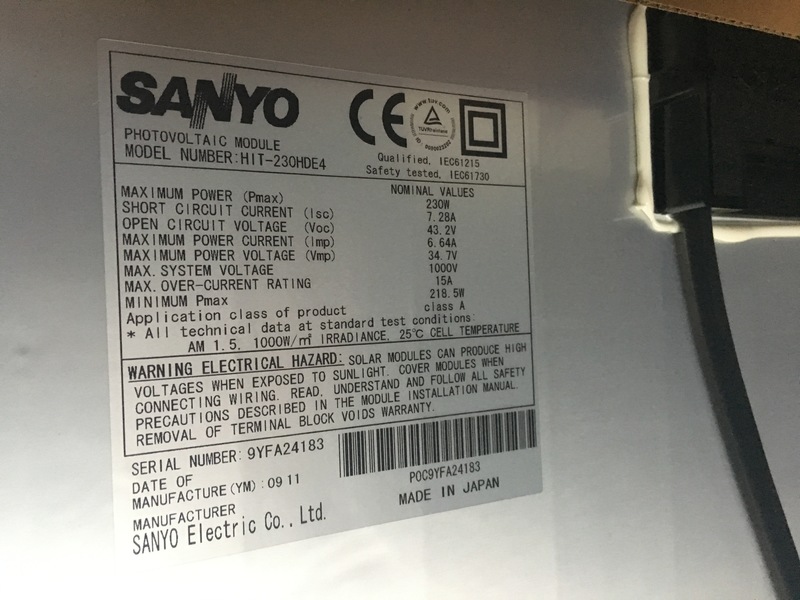 SANYO
PHOTOVOLTAIC MODULE
MODEL NUMBER:HIT-230HDE4
CE
www.tuv.com
TÜVRheinland
Qualified, IEC61215
Safety tested, IEC61730
NOMINAL VALUES
MAXIMUM POWER (Pmax) 230W
SHORT CIRCUIT CURRENT (Isc) 7.28A
OPEN CIRCUIT VOLTAGE (Voc) 43.2V
MAXIMUM POWER CURRENT (Imp) 6.64A
MAXIMUM POWER VOLTAGE (Vmp) 34.7V
MAX. SYSTEM VOLTAGE 1000V
MAX. OVER-CURRENT RATING 15A
MINIMUM Pmax 218.5W
Application class of product class A
* All technical data at standard test conditions:
AM 1.5, 1000W/㎡ IRRADIANCE, 25℃ CELL TEMPERATURE
WARNING ELECTRICAL HAZARD: SOLAR MODULES CAN PRODUCE HIGH
VOLTAGES WHEN EXPOSED TO SUNLIGHT. COVER MODULES WHEN
CONNECTING WIRING. READ, UNDERSTAND AND FOLLOW ALL SAFETY
PRECAUTIONS DESCRIBED IN THE MODULE INSTALLATION MANUAL.
REMOVAL OF TERMINAL BLOCK VOIDS WARRANTY.
SERIAL NUMBER: 9YFA24183
DATE OF
MANUFACTURE(YM) : 09 11
MANUFACTURER
SANYO Electric Co., Ltd.
POC9YFA24183
MADE IN JAPAN